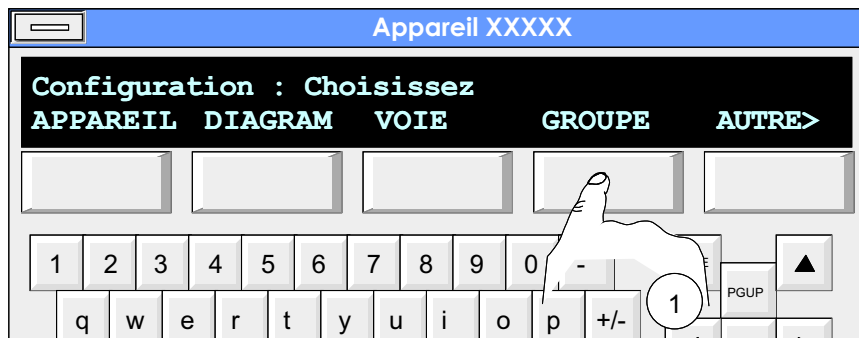 Appareil XXXXX
Configuration : Choisissez
APPAREIL DIAGRAM VOIE GROUPE AUTRE>
1 2 3 4 5 6 7 8 9 0 -
PGUP
1
q w e r t y u i o p +/-